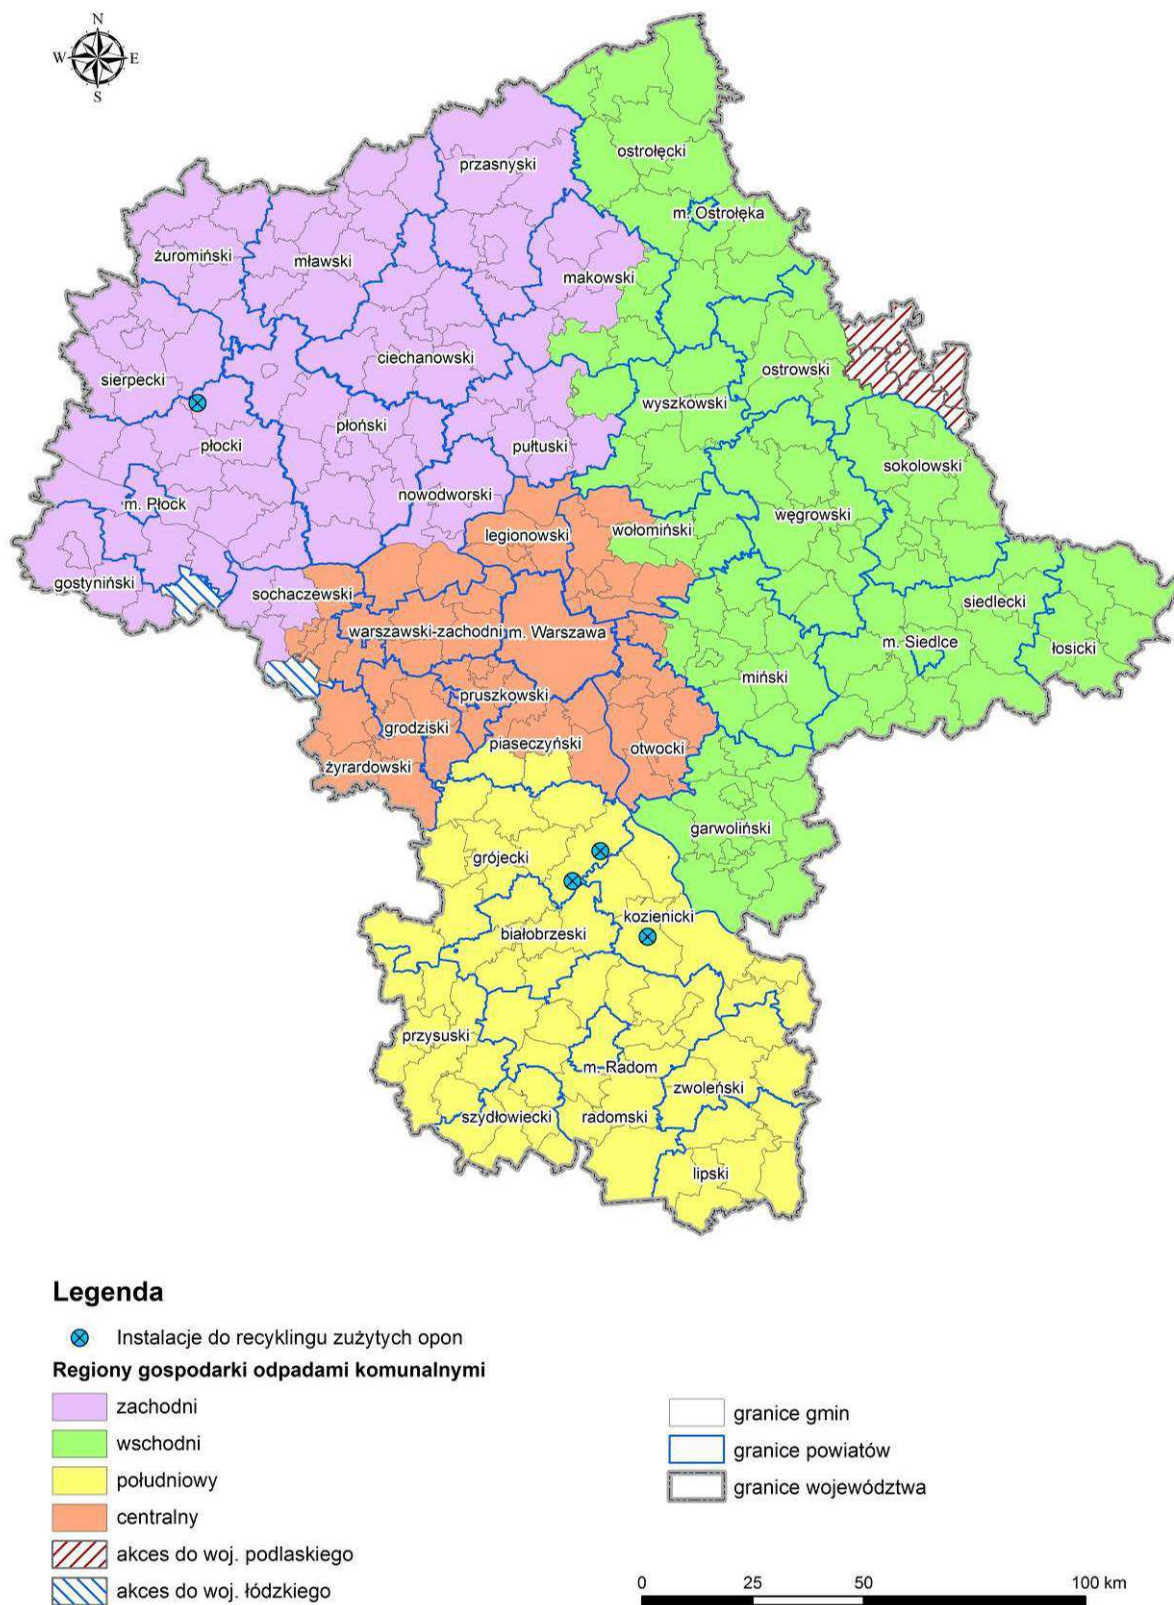 N
W E
S
przasnyski
ostrołęcki
m. Ostrołęka
żuromiński
mławski
makowski
ciechanowski
sierpecki
ostrowski
wyszkowski
płoński
płocki
pułtuski
sokolowski
nowodworski
m. Płock
węgrowski
wołomiński
legionowski
gostyniński
sochaczewski
siedlecki
warszawski-zachodni
m. Warszawa
m. Siedlce
łosicki
miński
pruszkowski
grodziski
piaseczyński
otwocki
żyrardowski
garwoliński
grójecki
kozienicki
białobrzeski
przysuski
m. Radom
zwoleński
szydłowiecki
radomski
lipski
Legenda
Instalacje do recyklingu zużytych opon
Regiony gospodarki odpadami komunalnymi
zachodni
wschodni
południowy
centralny
akces do woj. podlaskiego
akces do woj. łódzkiego
granice gmin
granice powiatów
granice województwa
0 25 50 100 km